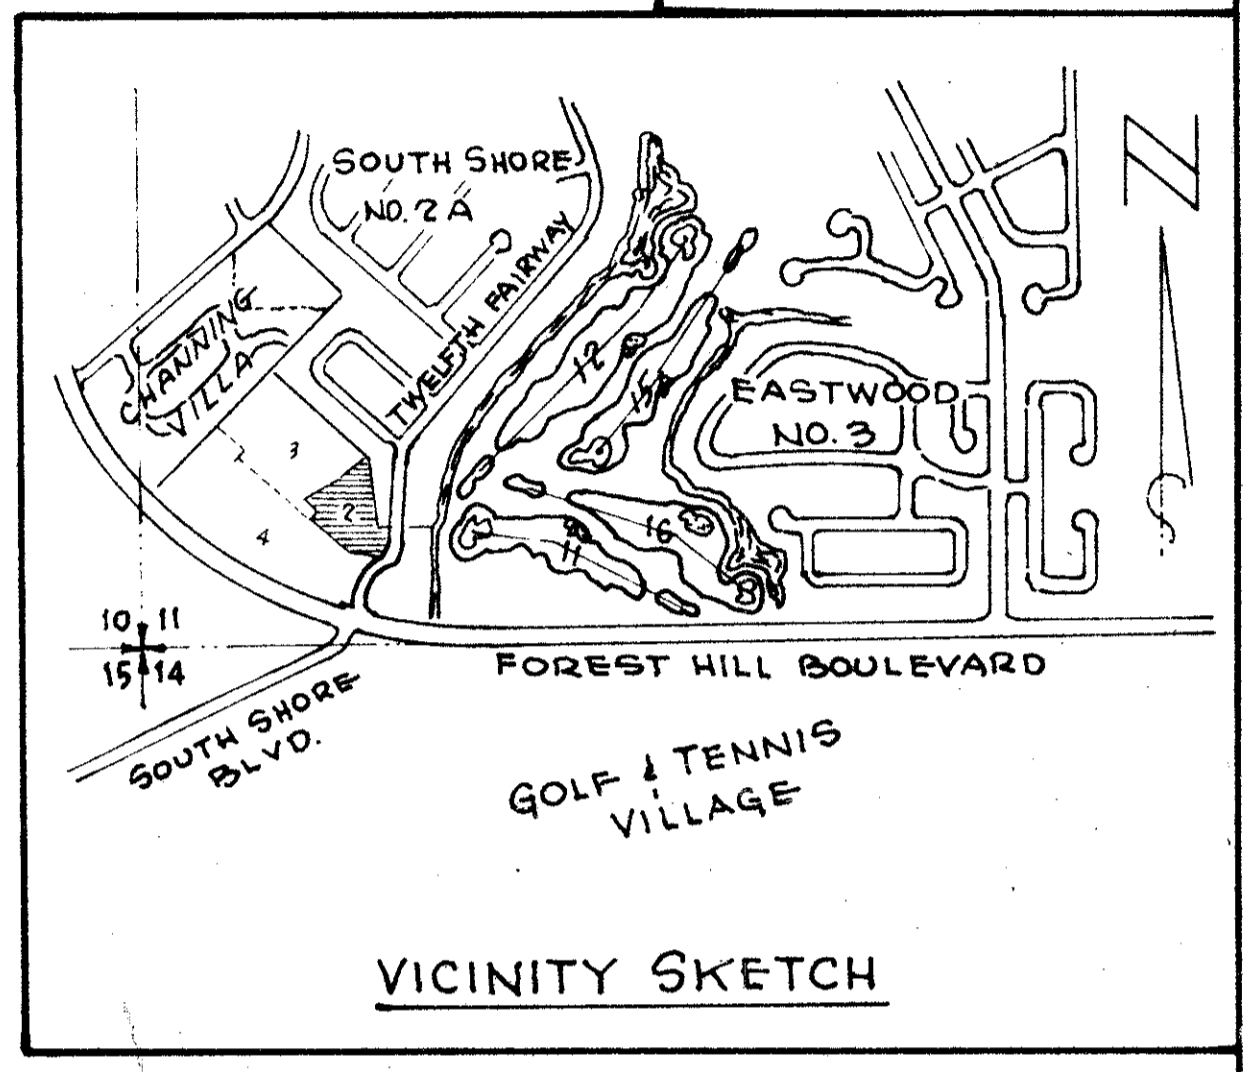 N
SOUTH SHORE
NO. 2 A
TWELFTH FAIRWAY
CHANNING
VILLA
12
15
EASTWOOD
NO. 3
2
3
2
4
16
11
10 11
15 14
FOREST HILL BOULEVARD
SOUTH SHORE
BLVD.
GOLF & TENNIS
VILLAGE
VICINITY SKETCH